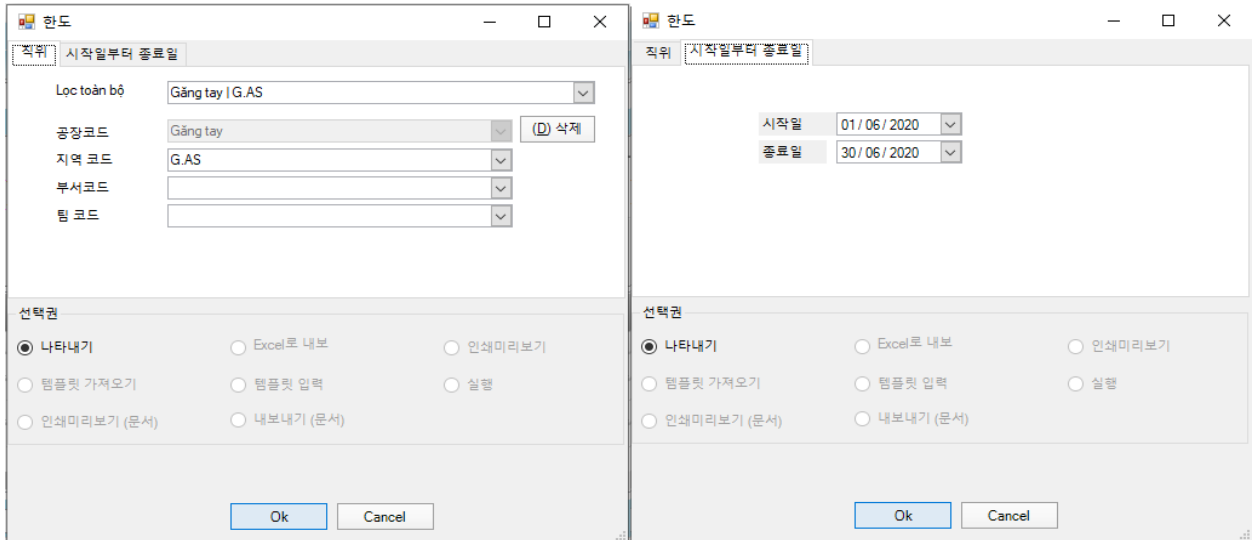 한도
직위 시작일부터 종료일
Lọc toàn bộ Găng tay | G.AS
공장코드 Găng tay (D) 삭제
지역 코드 G.AS
부서코드
팀 코드
선택권
나타내기 Excel로 내보 인쇄미리보기
템플릿 가져오기 템플릿 입력 실행
인쇄미리보기 (문서) 내보내기 (문서)
Ok Cancel
한도
직위 시작일부터 종료일
시작일 01/06/2020
종료일 30/06/2020
선택권
나타내기 Excel로 내보 인쇄미리보기
템플릿 가져오기 템플릿 입력 실행
인쇄미리보기 (문서) 내보내기 (문서)
Ok Cancel